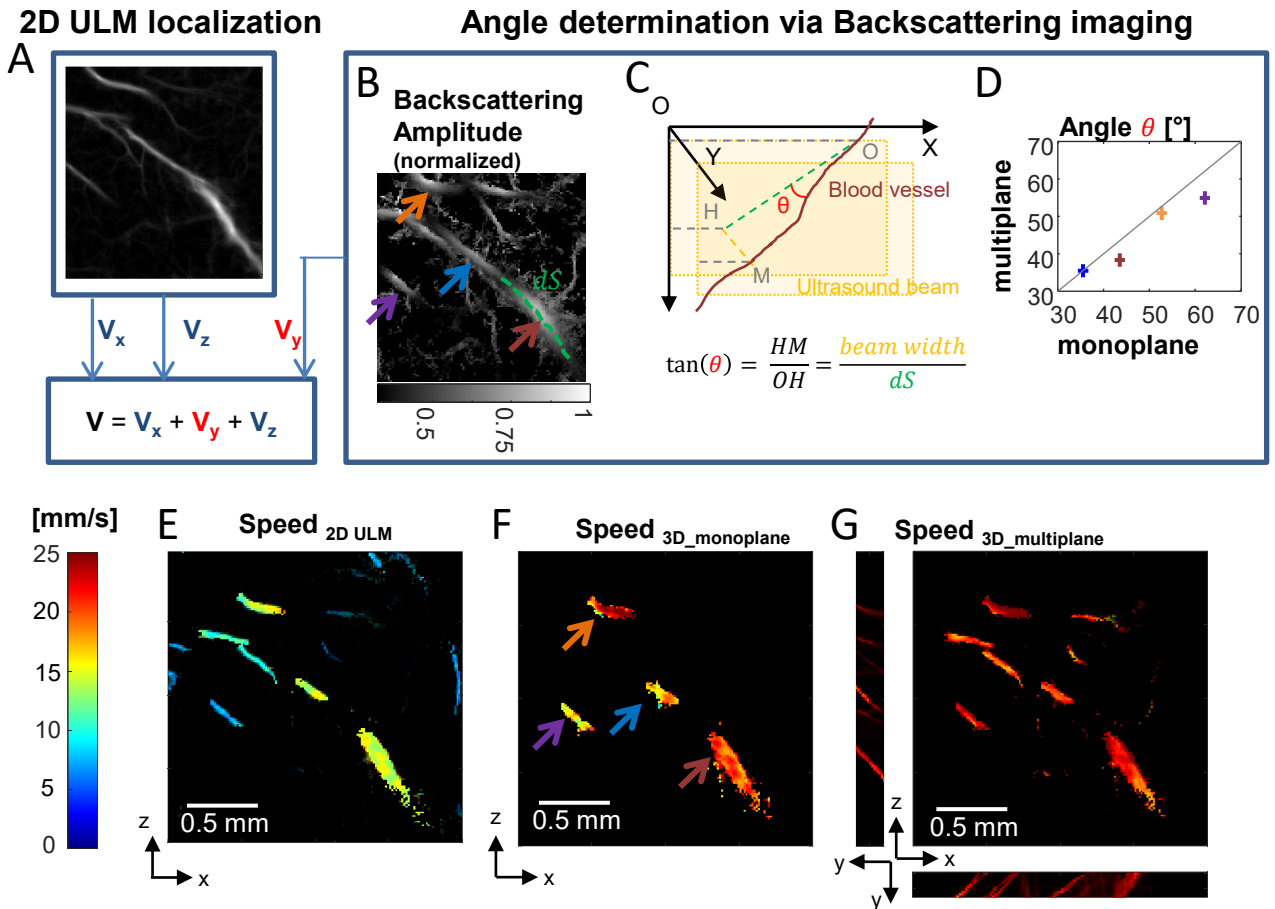 2D ULM localization
Angle determination via Backscattering imaging
A
B
C
D
Backscattering
Amplitude
(normalized)
dS
0.5
0.75
1
O
X
Y
O
H
θ
Blood vessel
M
Ultrasound beam
tan(θ) = HM/OH = beam width/dS
Angle θ [°]
multiplane
70
60
50
40
30
30 40 50 60 70
monoplane
Vx
Vz
Vy
V = Vx + Vy + Vz
[mm/s]
25
20
15
10
5
0
E
Speed 2D ULM
0.5 mm
z
x
F
Speed 3D_monoplane
0.5 mm
z
x
G
Speed 3D_multiplane
0.5 mm
z
x
y
y